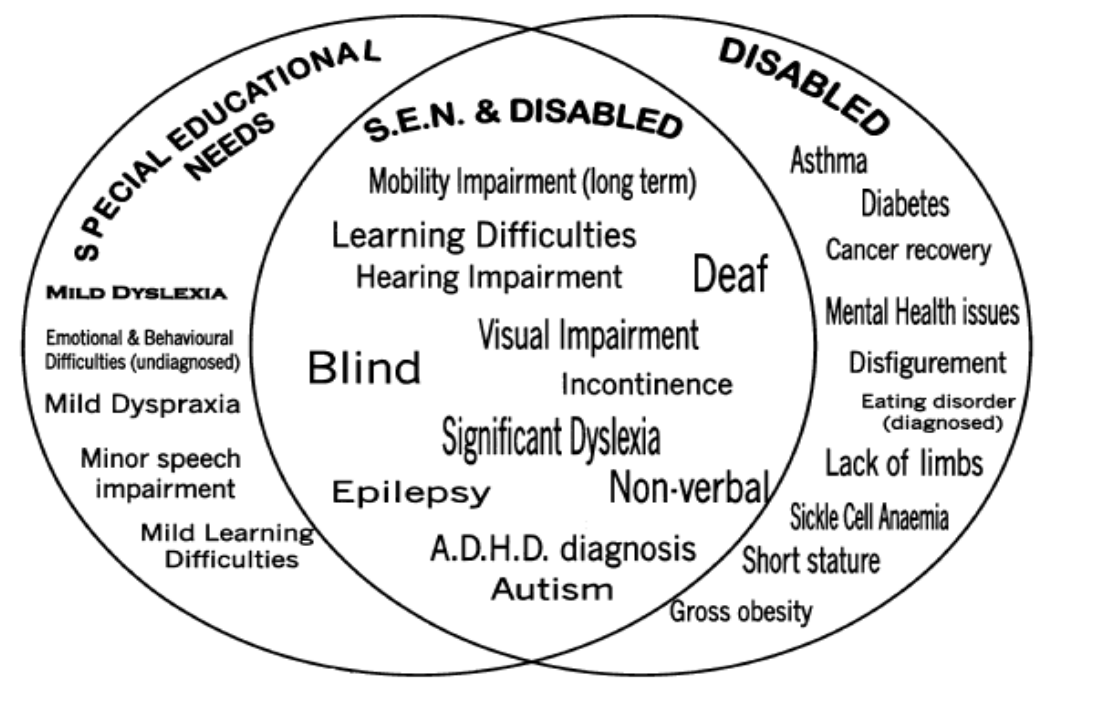 SPECIAL EDUCATIONAL
NEEDS
MILD DYSLEXIA
Emotional & Behavioural
Difficulties (undiagnosed)
Mild Dyspraxia
Minor speech
impairment
Mild Learning
Difficulties
S.E.N. & DISABLED
Mobility Impairment (long term)
Learning Difficulties
Hearing Impairment
Deaf
Visual Impairment
Blind
Incontinence
Significant Dyslexia
Epilepsy
Non-verbal
A.D.H.D. diagnosis
Autism
DISABLED
Asthma
Diabetes
Cancer recovery
Mental Health issues
Disfigurement
Eating disorder
(diagnosed)
Lack of limbs
Sickle Cell Anaemia
Short stature
Gross obesity